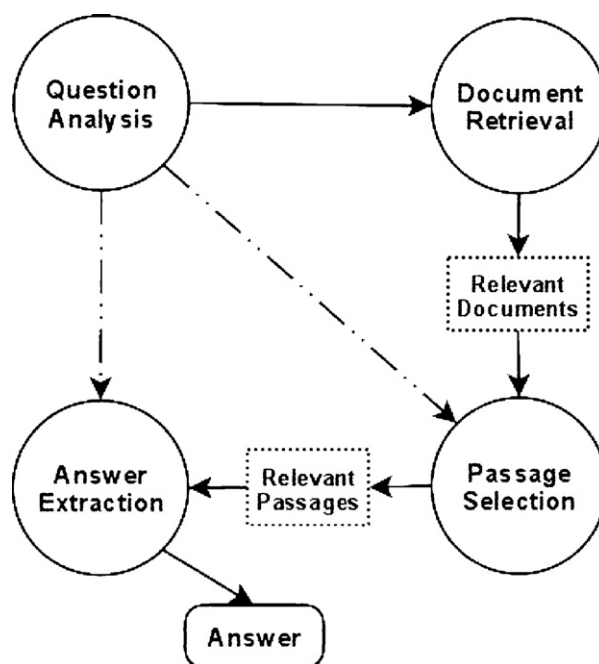 Question
Analysis
Document
Retrieval
Relevant
Documents
Answer
Extraction
Relevant
Passages
Passage
Selection
Answer